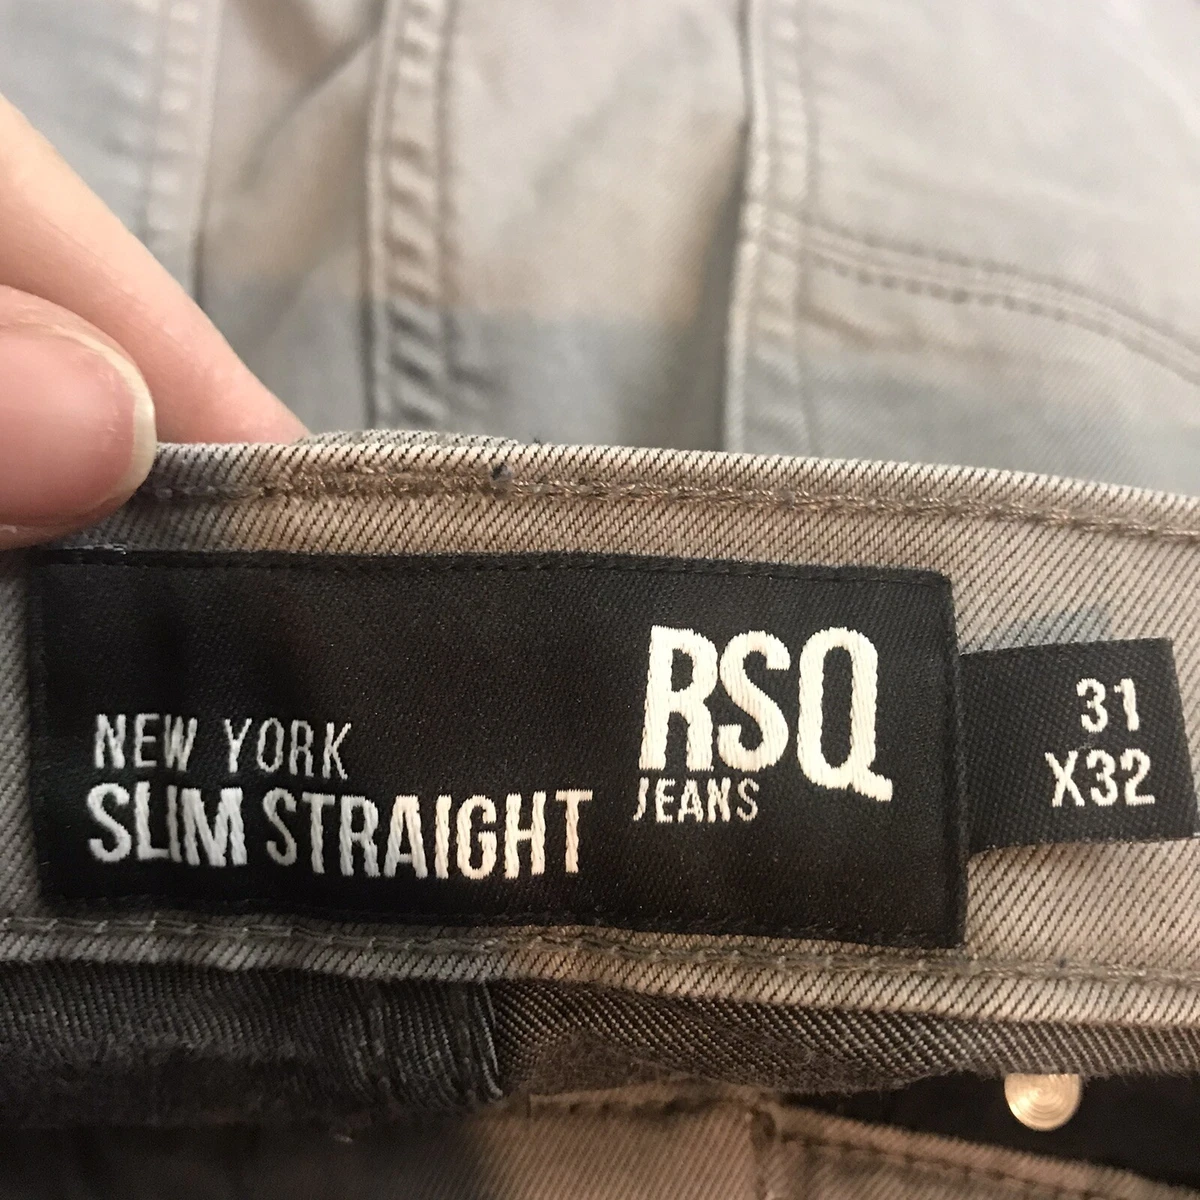 NEW YORK
SLIM STRAIGHT
RSQ
JEANS
31
X32